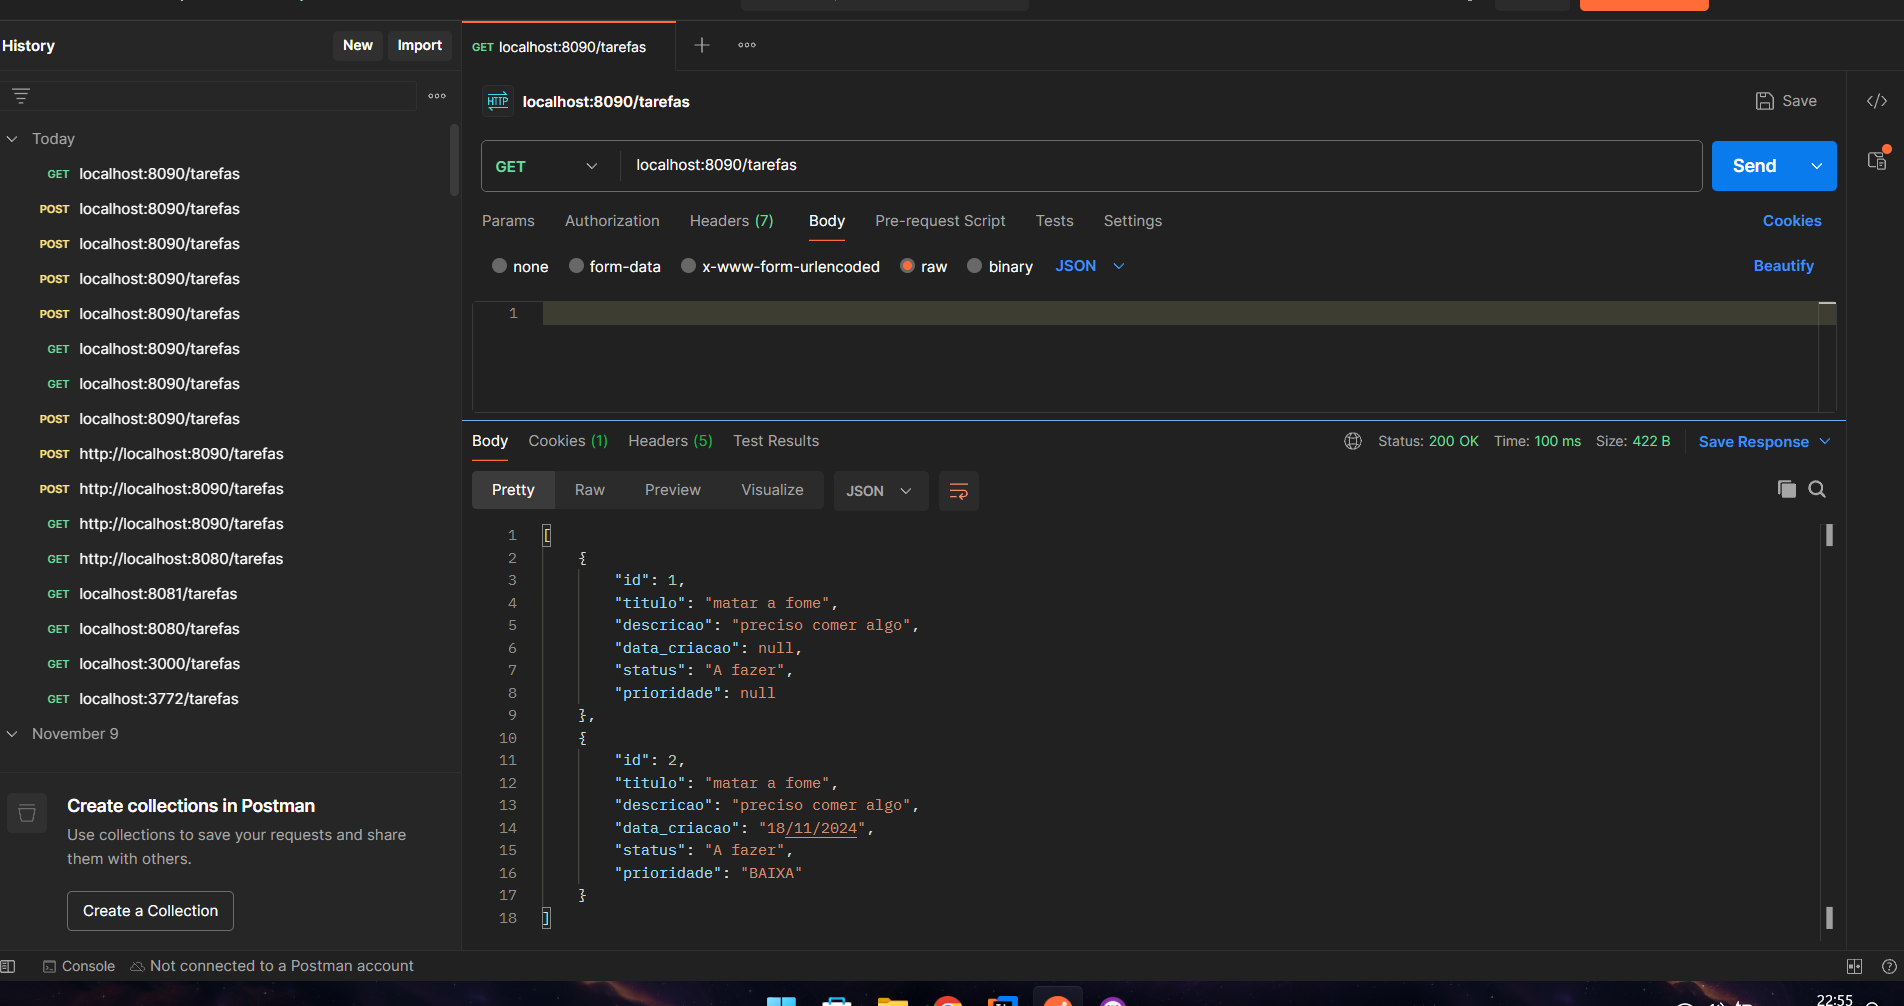 History
New
Import
Today
GET localhost:8090/tarefas
POST localhost:8090/tarefas
POST localhost:8090/tarefas
POST localhost:8090/tarefas
POST localhost:8090/tarefas
GET localhost:8090/tarefas
GET localhost:8090/tarefas
POST localhost:8090/tarefas
POST http://localhost:8090/tarefas
POST http://localhost:8090/tarefas
GET http://localhost:8090/tarefas
GET http://localhost:8080/tarefas
GET localhost:8081/tarefas
GET localhost:8080/tarefas
GET localhost:3000/tarefas
GET localhost:3772/tarefas
November 9
Create collections in Postman
Use collections to save your requests and share
them with others.
Create a Collection
GET localhost:8090/tarefas
HTTP localhost:8090/tarefas
Save
GET localhost:8090/tarefas
Send
Params Authorization Headers (7) Body Pre-request Script Tests Settings Cookies
none form-data x-www-form-urlencoded raw binary JSON Beautify
1
Body Cookies (1) Headers (5) Test Results Status: 200 OK Time: 100 ms Size: 422 B Save Response
Pretty Raw Preview Visualize JSON
1 [
2 {
3 "id": 1,
4 "titulo": "matar a fome",
5 "descricao": "preciso comer algo",
6 "data_criacao": null,
7 "status": "A fazer",
8 "prioridade": null
9 },
10 {
11 "id": 2,
12 "titulo": "matar a fome",
13 "descricao": "preciso comer algo",
14 "data_criacao": "18/11/2024",
15 "status": "A fazer",
16 "prioridade": "BAIXA"
17 }
18 ]
Console Not connected to a Postman account
22:55